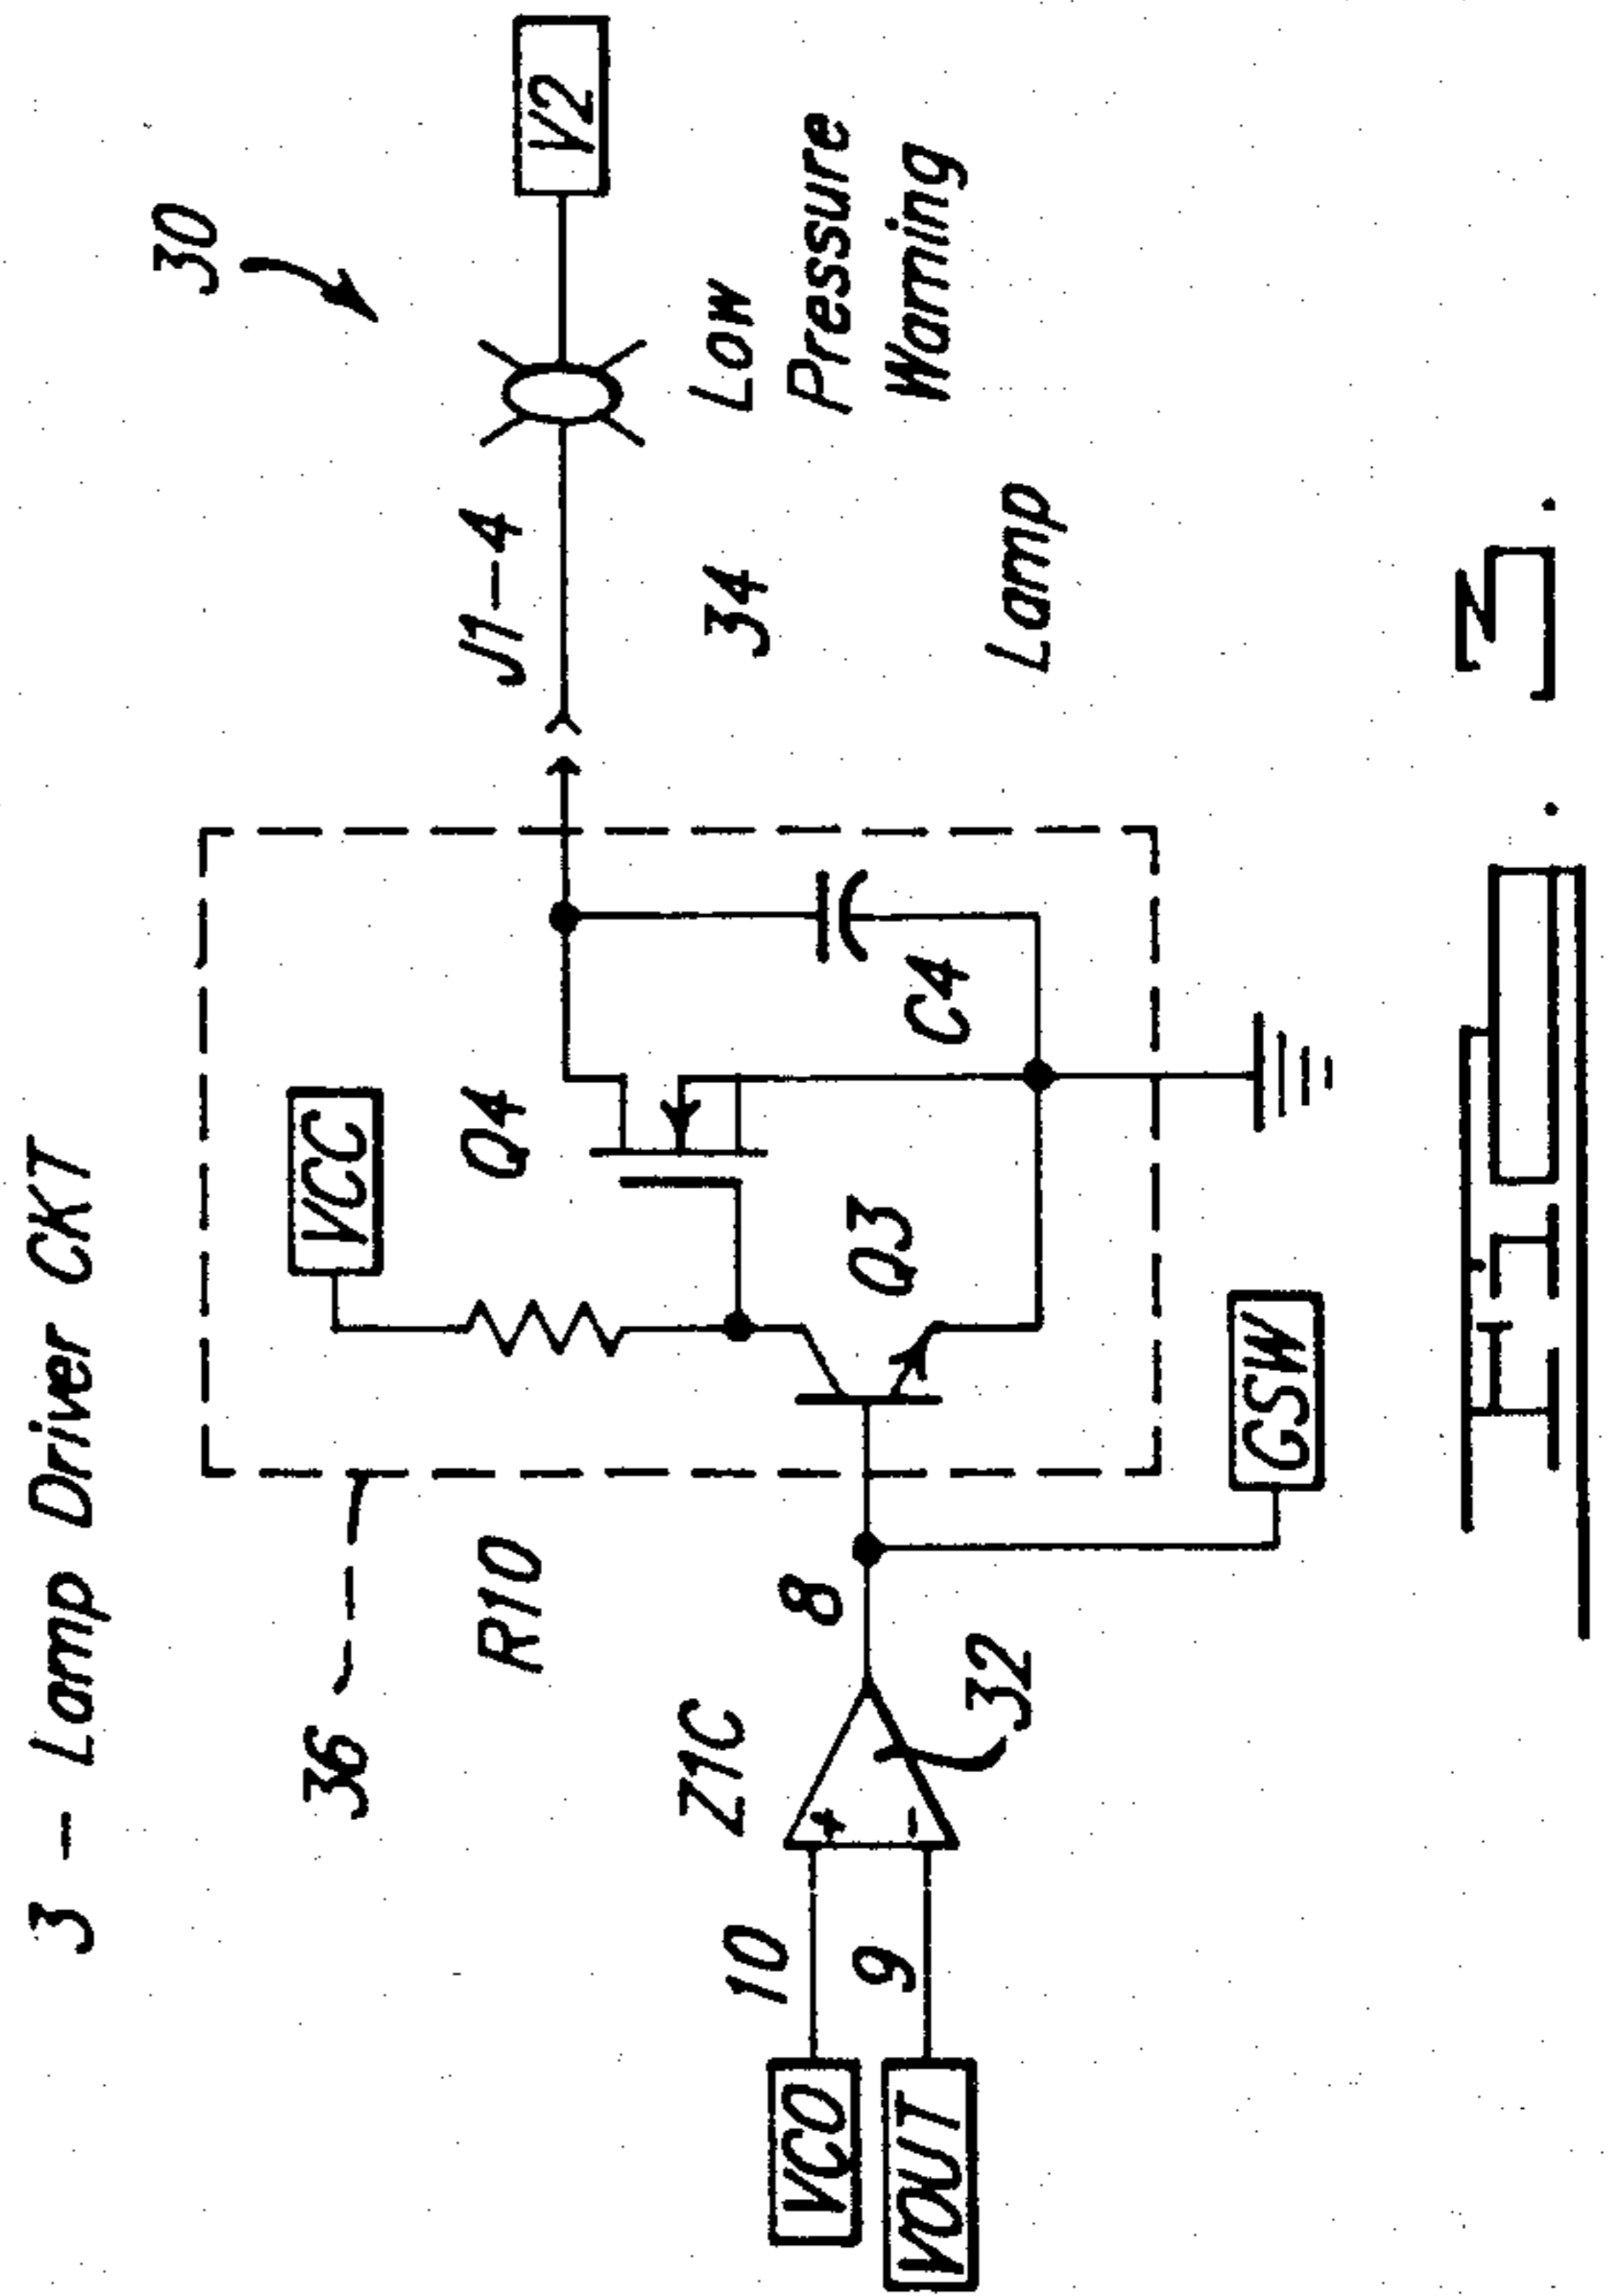 3 - Lamp Driver CKT
30
36
VCC
V2
R10
Q4
J1-4
Z1C
34
Low
Pressure
Warning
Lamp
10
8
Q3
VCO
9
C4
VOUT
+
-
32
GSW
FIG. 3.